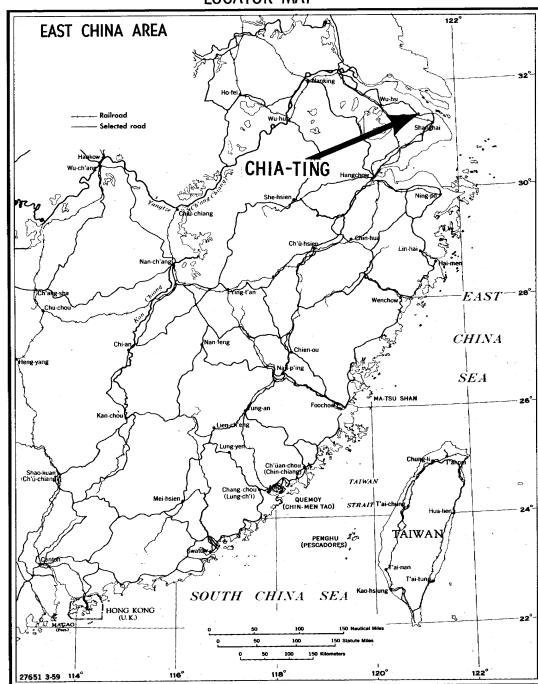 LOCATOR MAP
EAST CHINA AREA
122°
32°
Nanking
Ho-fei
Wu-hu
Wu-hu
Railroad
Selected road
Shanghai
CHIA-TING
Hankow
Wu-ch'ang
Hangchow
30°
She-hsien
Ning-po
Yangtze
Chiu-chiang
Ch'ü-hsien
Chin-hua
Lin-hai
Nan-ch'ang
Hai-men
Ch'ang-sha
Ying-t'an
28°
EAST
Chu-chou
Kan Chiang
Wenchow
CHINA
Chi-an
Nan-feng
Chien-ou
SEA
Heng-yang
Nan-p'ing
26°
MA-TSU SHAN
Foochow
Kan-chou
Yung-an
Lien-ch'eng
Lung-yen
Chung-li
T'aipei
Shao-kuan
(Ch'ü-chiang)
Ch'üan-chou
(Chin-chiang)
TAIWAN
Chang-chou
(Lung-ch'i)
Mei-hsien
QUEMOY
(CHIN-MEN TAO)
STRAIT
T'ai-chung
Hua-lien
24°
Swatow
PENGHU
(PESCADORES)
TAIWAN
Canton
T'ai-nan
T'ai-tung
Kao-hsiung
SOUTH CHINA SEA
HONG KONG
(U.K.)
MACAO
(Port.)
22°
0 50 100 150 Nautical Miles
0 50 100 150 Statute Miles
0 50 100 150 Kilometers
27651 3-59
114° 116° 118° 120° 122°